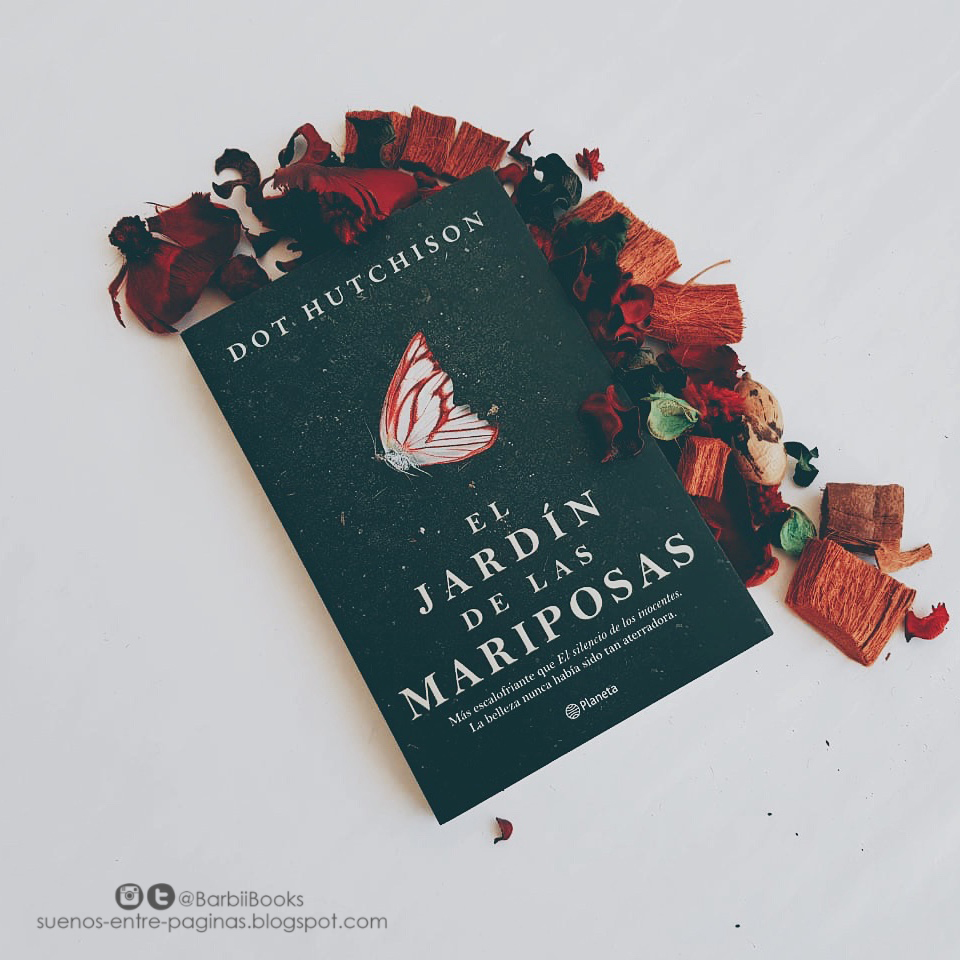 DOT HUTCHISON
EL
JARDÍN
DE LAS
MARIPOSAS
Más escalofriante que El silencio de los inocentes.
La belleza nunca había sido tan aterradora.
Planeta
@BarbiiBooks
suenos-entre-paginas.blogspot.com